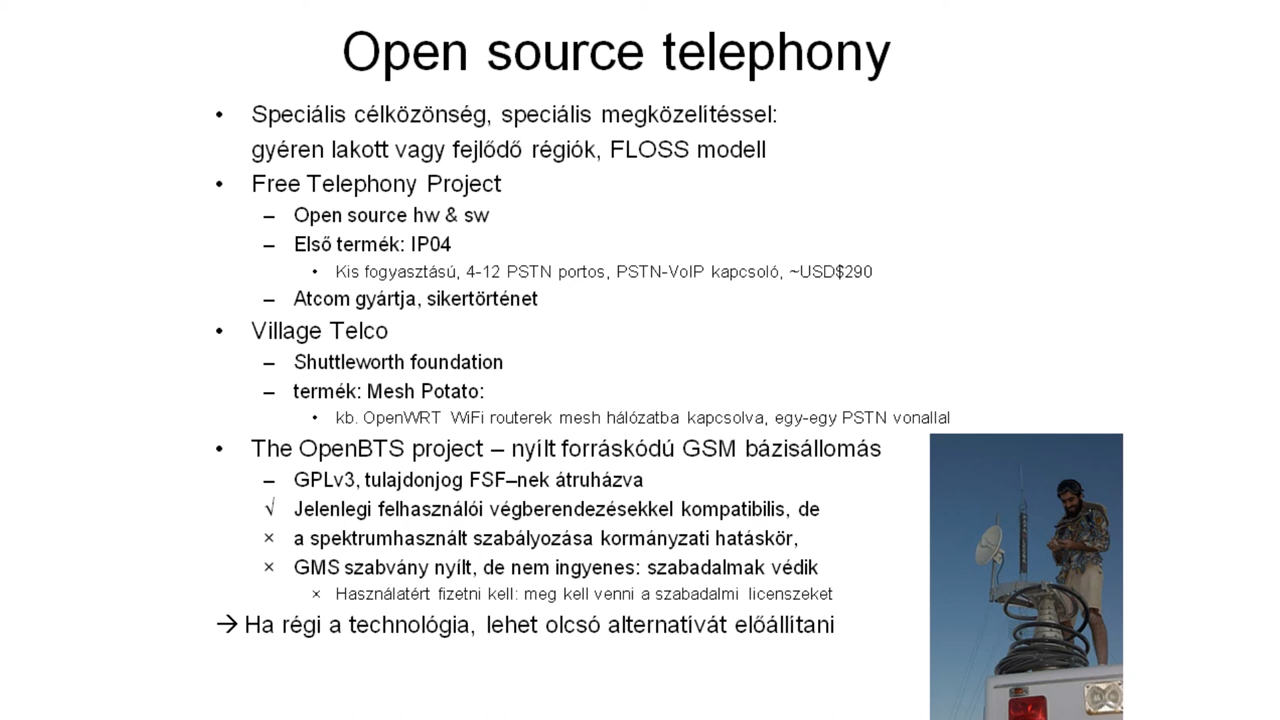 Open source telephony
• Speciális célközönség, speciális megközelítéssel:
gyéren lakott vagy fejlődő régiók, FLOSS modell
• Free Telephony Project
– Open source hw & sw
– Első termék: IP04
• Kis fogyasztású, 4-12 PSTN portos, PSTN-VoIP kapcsoló, ~USD$290
– Atcom gyártja, sikertörténet
• Village Telco
– Shuttleworth foundation
– termék: Mesh Potato:
• kb. OpenWRT WiFi routerek mesh hálózatba kapcsolva, egy-egy PSTN vonallal
• The OpenBTS project – nyílt forráskódú GSM bázisállomás
– GPLv3, tulajdonjog FSF–nek átruházva
√ Jelenlegi felhasználói végberendezésekkel kompatibilis, de
× a spektrumhasznált szabályozása kormányzati hatáskör,
× GMS szabvány nyílt, de nem ingyenes: szabadalmak védik
× Használatért fizetni kell: meg kell venni a szabadalmi licenszeket
→ Ha régi a technológia, lehet olcsó alternatívát előállítani